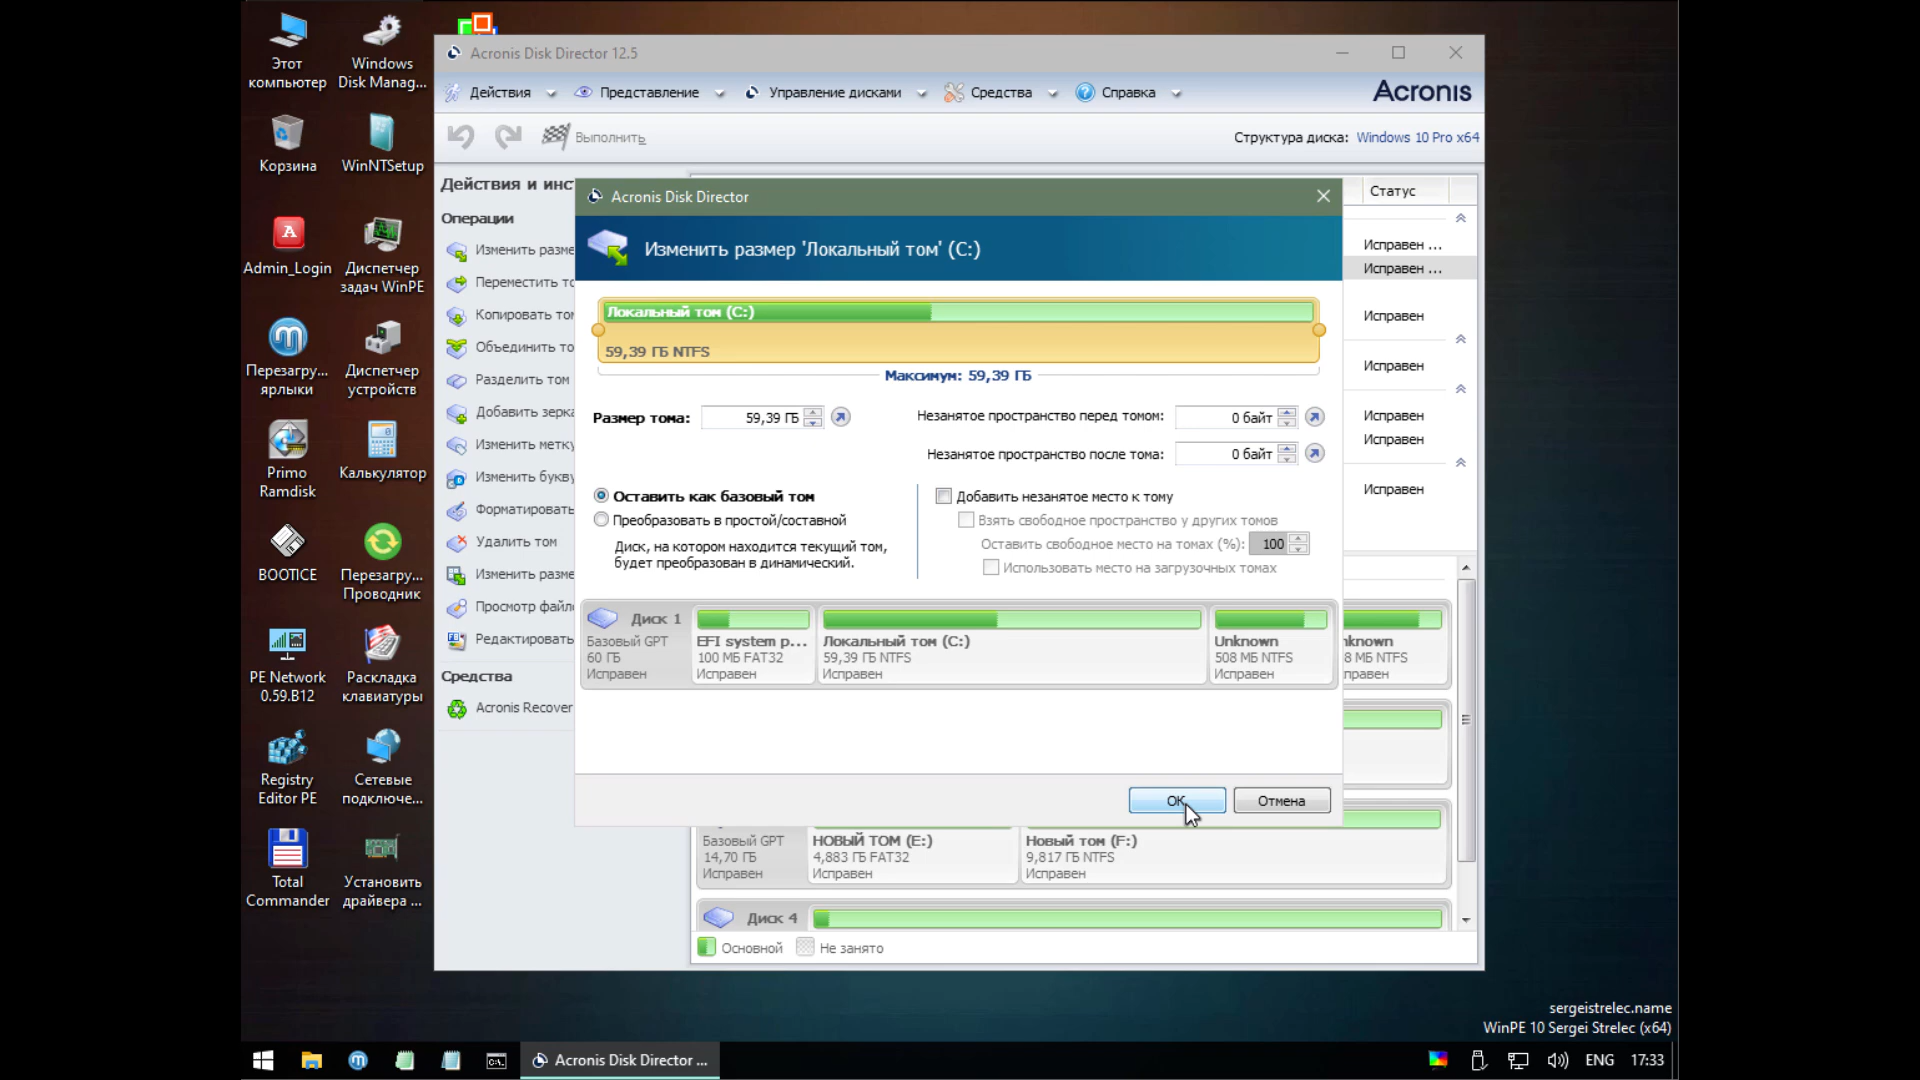 Этот
компьютер
Windows
Disk Manag...
Корзина
WinNTSetup
Admin_Login
Диспетчер
задач WinPE
Перезагру...
ярлыки
Диспетчер
устройств
Primo
Ramdisk
Калькулятор
BOOTICE
Перезагру...
Проводник
PE Network
0.59.B12
Раскладка
клавиатуры
Registry
Editor PE
Сетевые
подключе...
Total
Commander
Установить
драйвера ...
Acronis Disk Director 12.5
Действия
Представление
Управление дисками
Средства
Справка
Acronis
Выполнить
Структура диска: Windows 10 Pro x64
Действия и инс
Операции
Изменить разме
Переместить то
Копировать том
Объединить то
Разделить том
Добавить зерка
Изменить метку
Изменить букву
Форматировать
Удалить том
Изменить разме
Просмотр файл
Редактировать
Средства
Acronis Recover
Статус
Исправен ...
Исправен ...
Исправен
Исправен
Исправен
Исправен
Исправен
Acronis Disk Director
Изменить размер 'Локальный том' (C:)
Локальный том (C:)
59,39 ГБ NTFS
Максимум: 59,39 ГБ
Размер тома: 59,39 ГБ
Незанятое пространство перед томом: 0 байт
Незанятое пространство после тома: 0 байт
Оставить как базовый том
Преобразовать в простой/составной
Диск, на котором находится текущий том,
будет преобразован в динамический.
Добавить незанятое место к тому
Взять свободное пространство у других томов
Оставить свободное место на томах (%): 100
Использовать место на загрузочных томах
Диск 1
Базовый GPT
60 ГБ
Исправен
EFI system p...
100 МБ FAT32
Исправен
Локальный том (C:)
59,39 ГБ NTFS
Исправен
Unknown
508 МБ NTFS
Исправен
nknown
8 МБ NTFS
правен
OK
Отмена
Базовый GPT
14,70 ГБ
Исправен
НОВЫЙ ТОМ (E:)
4,883 ГБ FAT32
Исправен
Новый том (F:)
9,817 ГБ NTFS
Исправен
Диск 4
Основной
Не занято
sergeistrelec.name
WinPE 10 Sergei Strelec (x64)
Acronis Disk Director ...
ENG
17:33